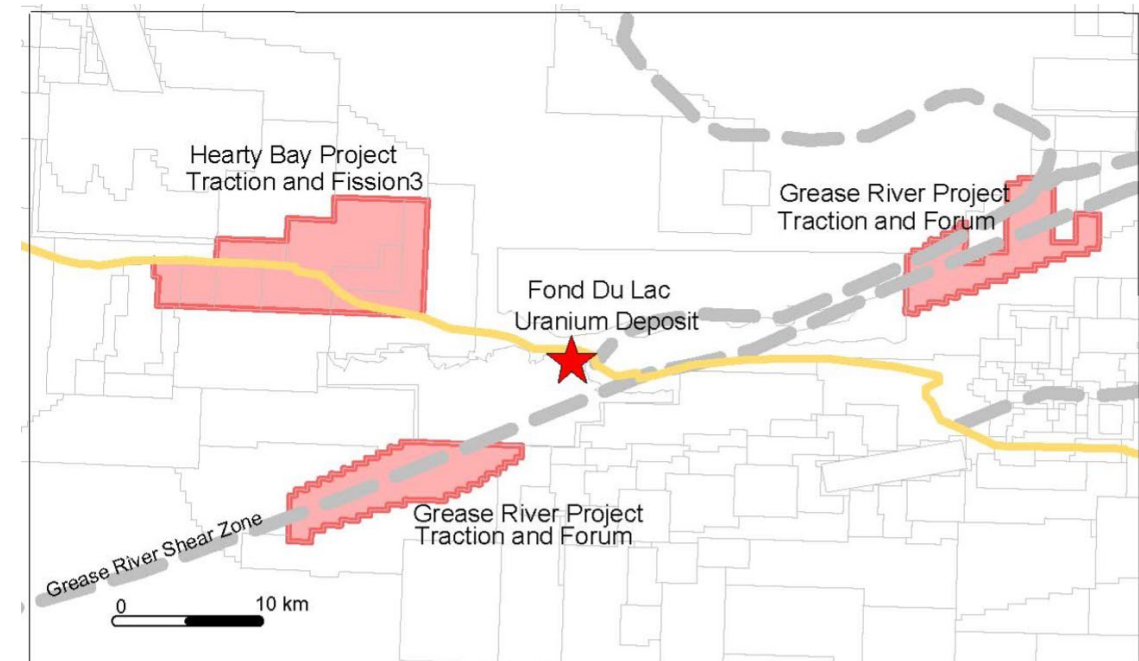 Hearty Bay Project
Traction and Fission3
Grease River Project
Traction and Forum
Fond Du Lac
Uranium Deposit
Grease River Project
Traction and Forum
Grease River Shear Zone
0 10 km